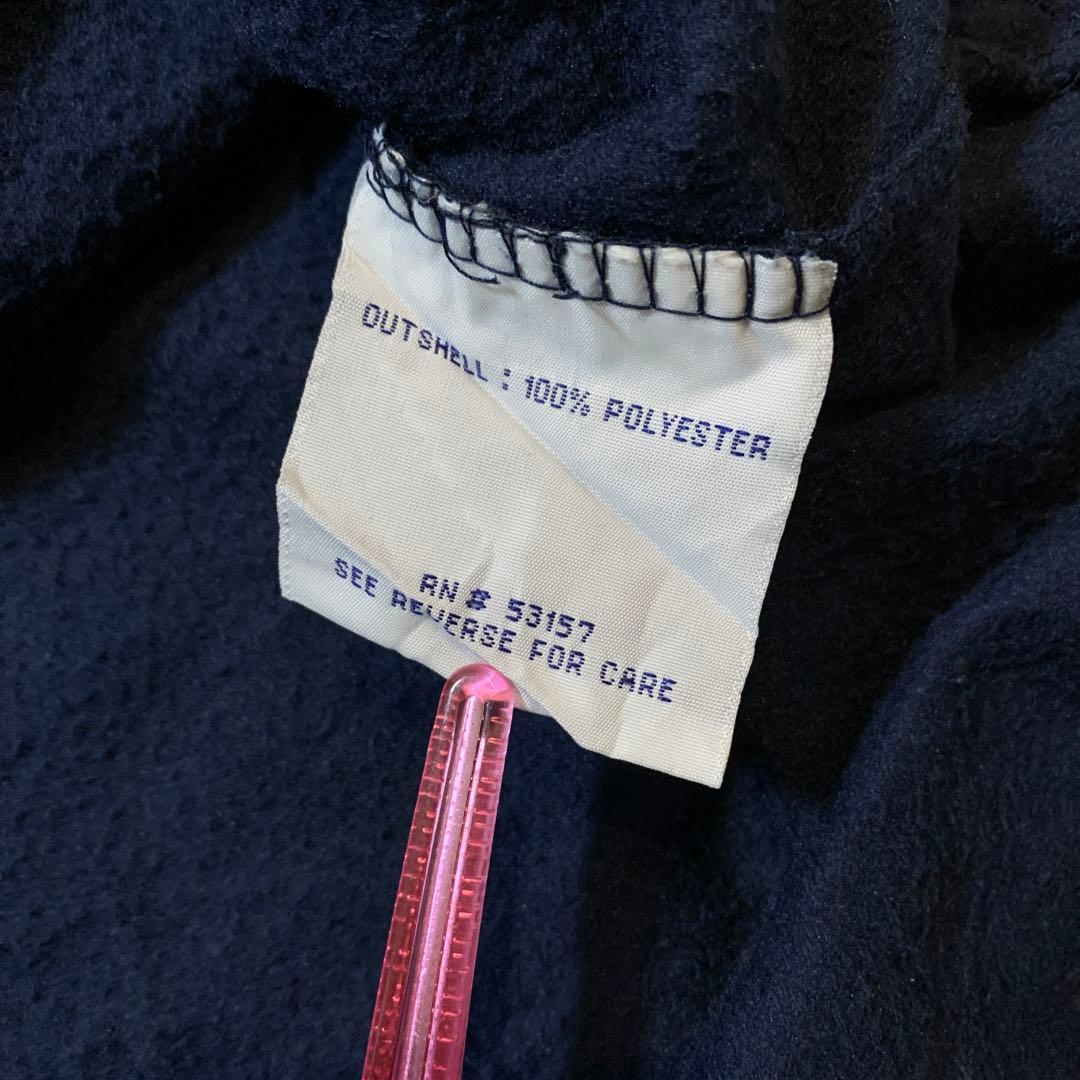 OUTSHELL : 100% POLYESTER
RN # 53157
SEE REVERSE FOR CARE